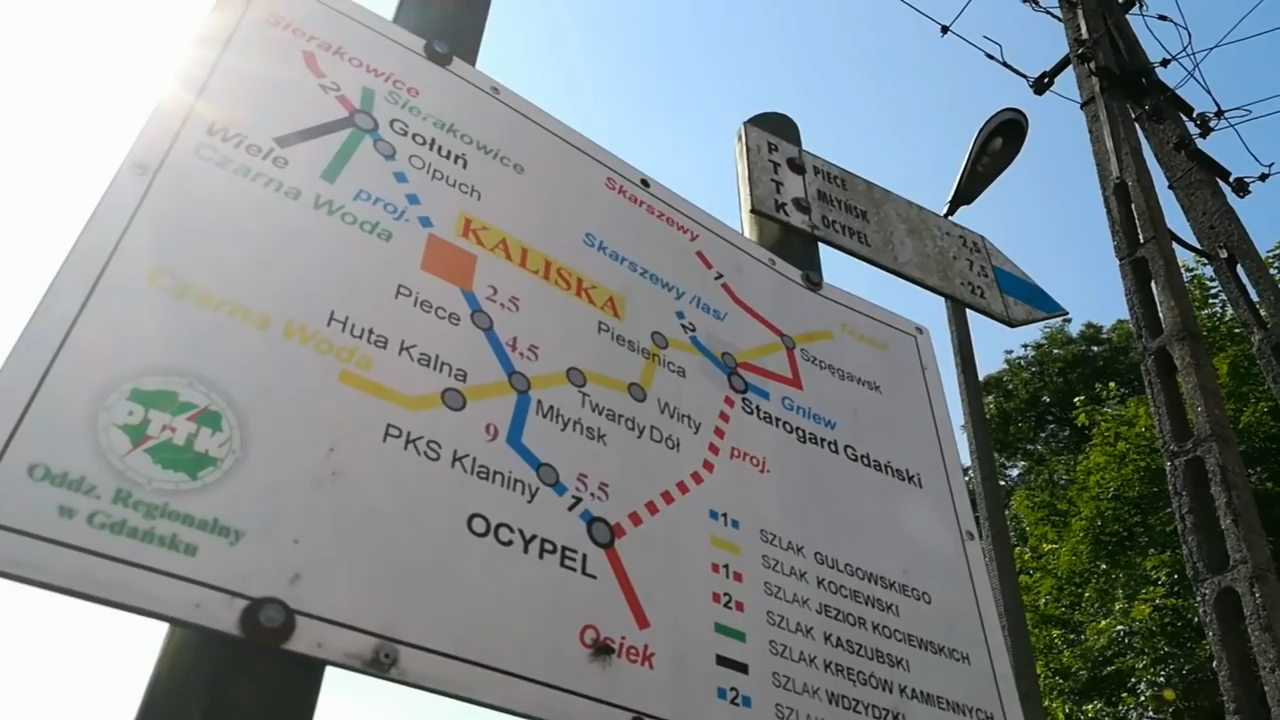 Sierakowice
2
Sierakowice
Gołuń
Olpuch
Wiele
Czarna Woda
proj.
KALISKA
Skarszewy
1
Skarszewy /las/
2
Piece
2,5
Huta Kalna
4,5
Czarna Woda
Piesienica
Szpęgawsk
Tczew
Gniew
Starogard Gdański
Wirty
Twardy Dół
Młyńsk
9
PKS Klaniny
5,5
1
proj.
OCYPEL
Osiek
PTTK
Oddz. Regionalny
w Gdańsku
1 SZLAK GULGOWSKIEGO
SZLAK KOCIEWSKI
1 SZLAK JEZIOR KOCIEWSKICH
2 SZLAK KASZUBSKI
SZLAK KRĘGÓW KAMIENNYCH
SZLAK WDZYDZKI
2 SZLAK
PTTK
PIECE - 2,5
MŁYŃSK - 7,5
OCYPEL -22